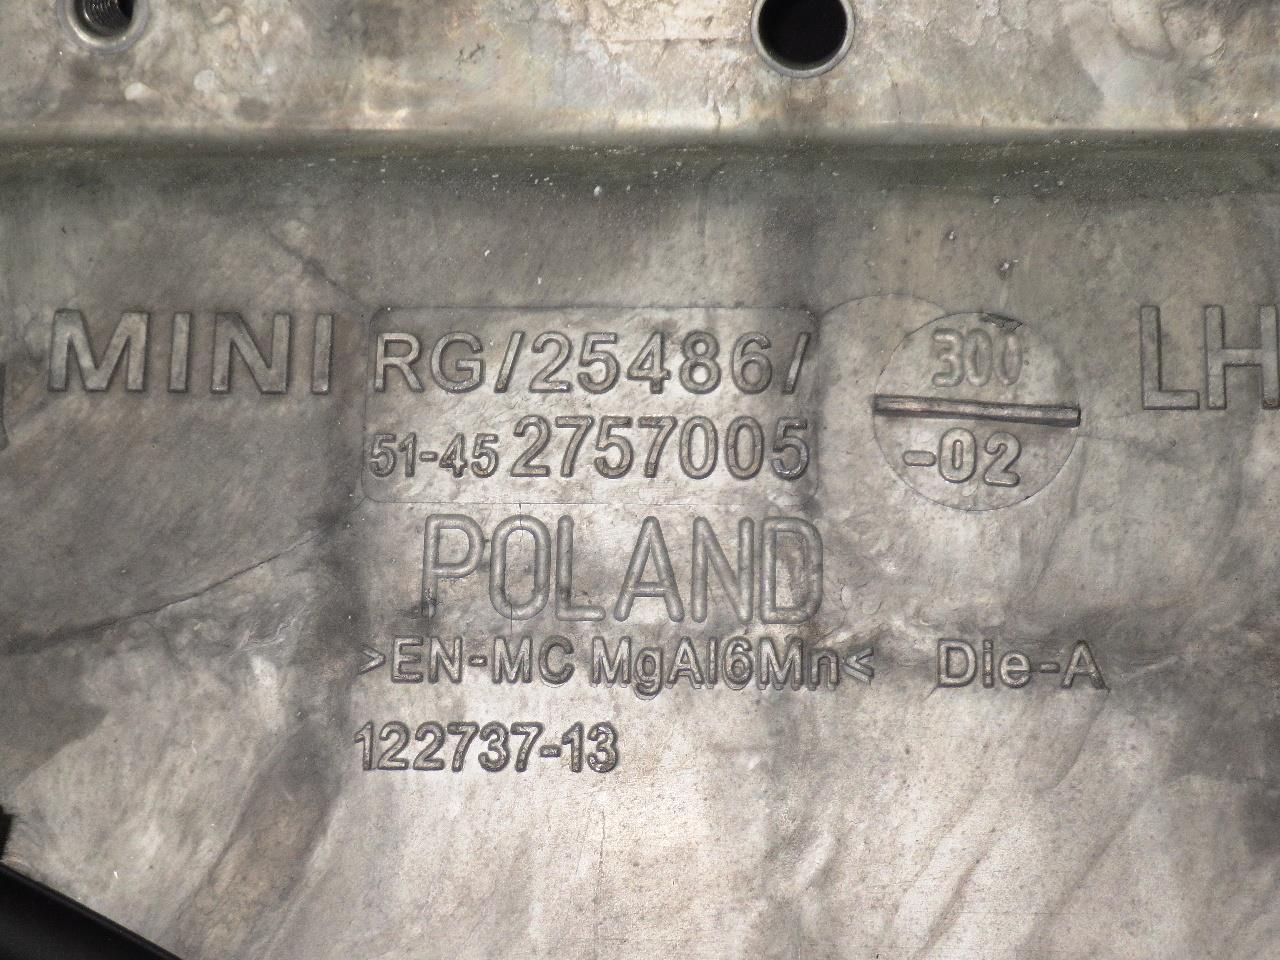 MINI RG/25486/ 300 LH
51-45 2757005 -02
POLAND
>EN-MC MgAl6Mn< Die-A
122737-13